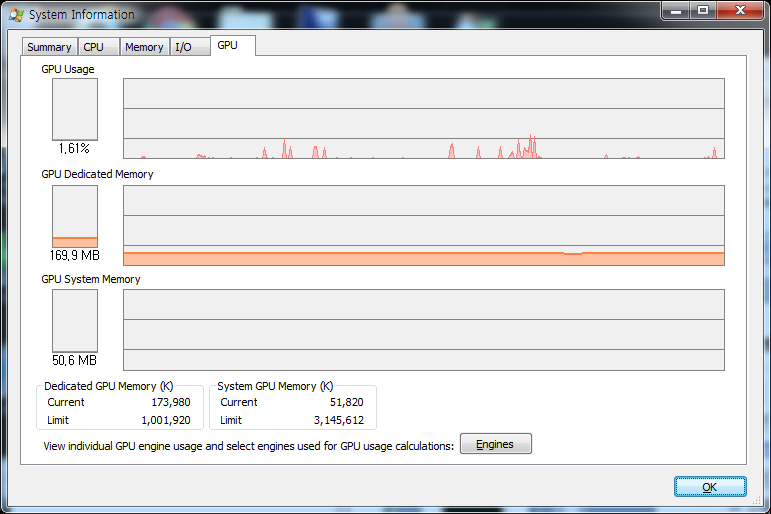 System Information
Summary CPU Memory I/O GPU
GPU Usage
1.61%
GPU Dedicated Memory
169.9 MB
GPU System Memory
50.6 MB
Dedicated GPU Memory (K)
Current 173,980
Limit 1,001,920
System GPU Memory (K)
Current 51,820
Limit 3,145,612
View individual GPU engine usage and select engines used for GPU usage calculations: Engines
OK